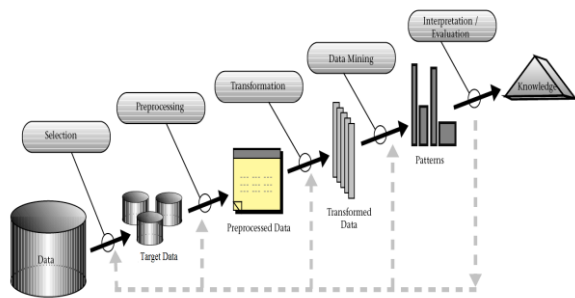 Interpretation /
Evaluation
Data Mining
Transformation
Preprocessing
Selection
Knowledge
Patterns
Transformed
Data
Preprocessed Data
Target Data
Data